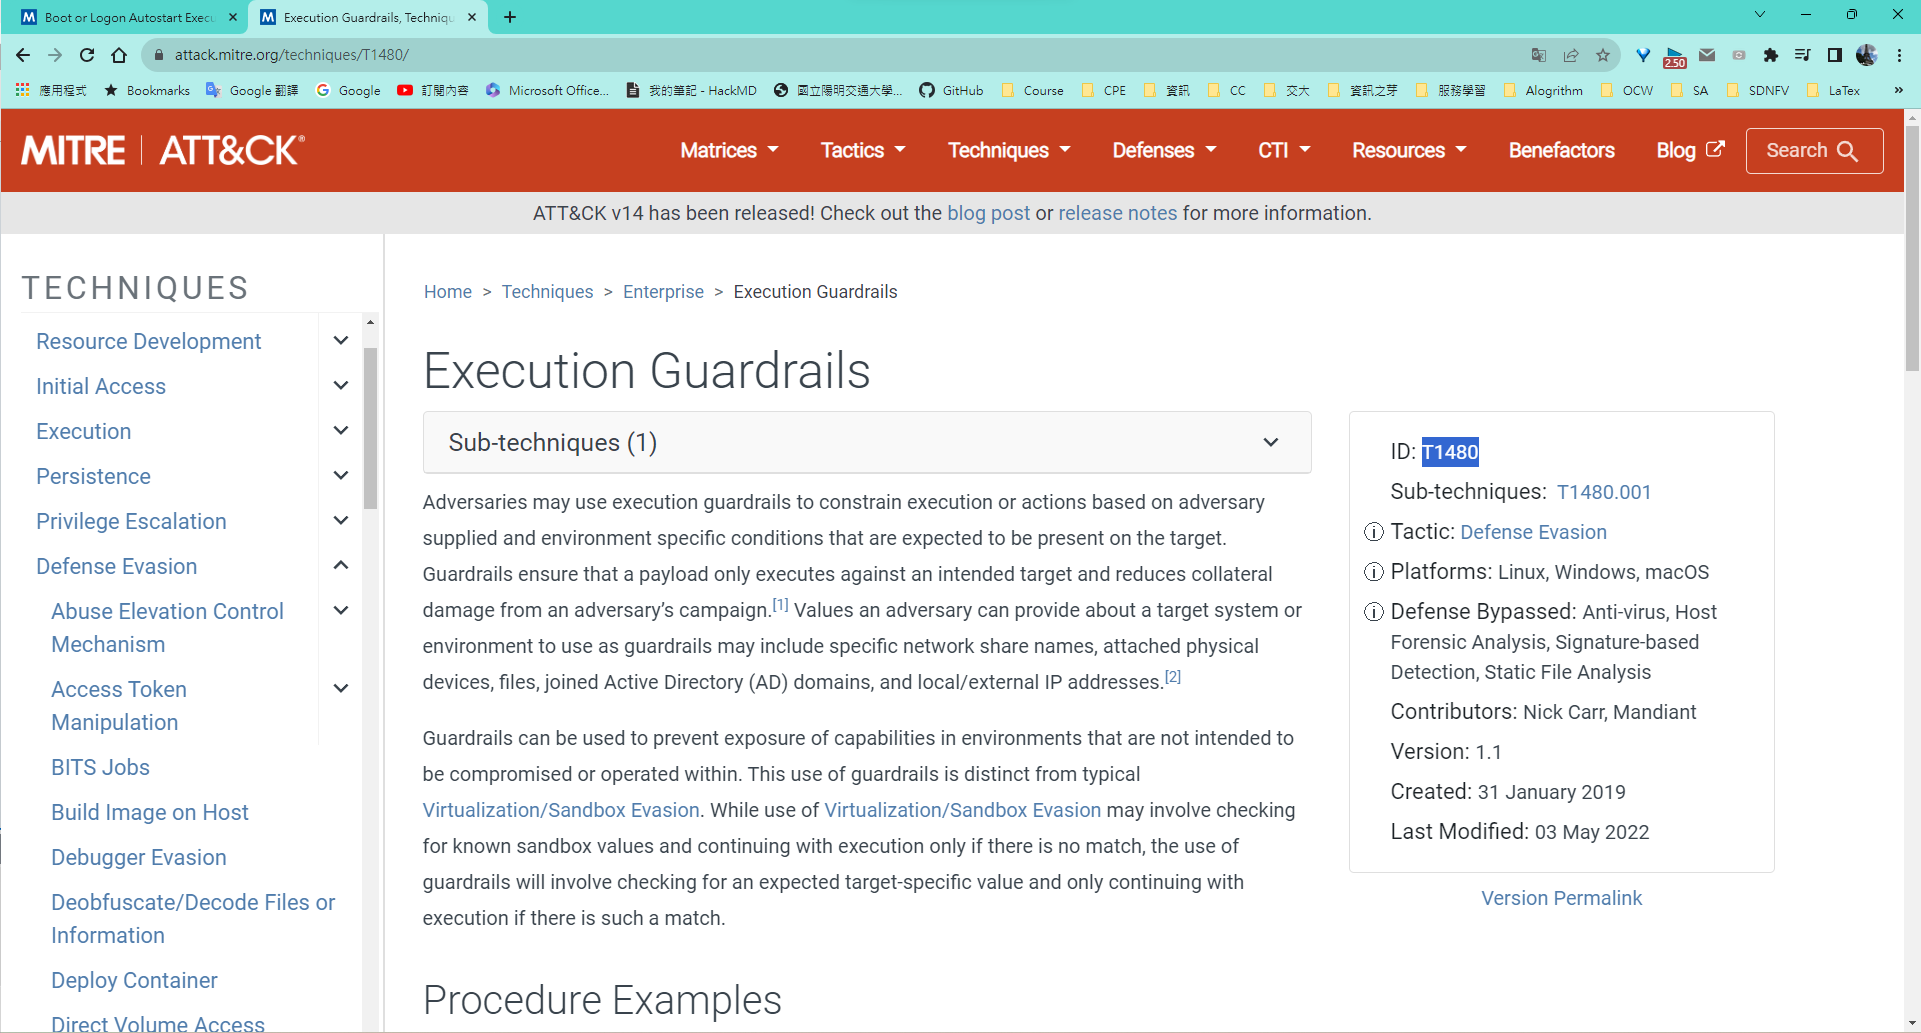 Boot or Logon Autostart Execu
Execution Guardrails, Techniqu
attack.mitre.org/techniques/T1480/
2.50
應用程式 Bookmarks Google 翻譯 Google 訂閱內容 Microsoft Office... 我的筆記 - HackMD 國立陽明交通大學... GitHub Course CPE 資訊 CC 交大 資訊之芽 服務學習 Alogrithm OCW SA SDNFV LaTex »
MITRE | ATT&CK®
Matrices Tactics Techniques Defenses CTI Resources Benefactors Blog Search
ATT&CK v14 has been released! Check out the blog post or release notes for more information.
TECHNIQUES
Resource Development
Initial Access
Execution
Persistence
Privilege Escalation
Defense Evasion
Abuse Elevation Control
Mechanism
Access Token
Manipulation
BITS Jobs
Build Image on Host
Debugger Evasion
Deobfuscate/Decode Files or
Information
Deploy Container
Direct Volume Access
Home > Techniques > Enterprise > Execution Guardrails
Execution Guardrails
Sub-techniques (1)
Adversaries may use execution guardrails to constrain execution or actions based on adversary
supplied and environment specific conditions that are expected to be present on the target.
Guardrails ensure that a payload only executes against an intended target and reduces collateral
damage from an adversary’s campaign.[1] Values an adversary can provide about a target system or
environment to use as guardrails may include specific network share names, attached physical
devices, files, joined Active Directory (AD) domains, and local/external IP addresses.[2]
Guardrails can be used to prevent exposure of capabilities in environments that are not intended to
be compromised or operated within. This use of guardrails is distinct from typical
Virtualization/Sandbox Evasion. While use of Virtualization/Sandbox Evasion may involve checking
for known sandbox values and continuing with execution only if there is no match, the use of
guardrails will involve checking for an expected target-specific value and only continuing with
execution if there is such a match.
Procedure Examples
ID: T1480
Sub-techniques: T1480.001
Tactic: Defense Evasion
Platforms: Linux, Windows, macOS
Defense Bypassed: Anti-virus, Host
Forensic Analysis, Signature-based
Detection, Static File Analysis
Contributors: Nick Carr, Mandiant
Version: 1.1
Created: 31 January 2019
Last Modified: 03 May 2022
Version Permalink